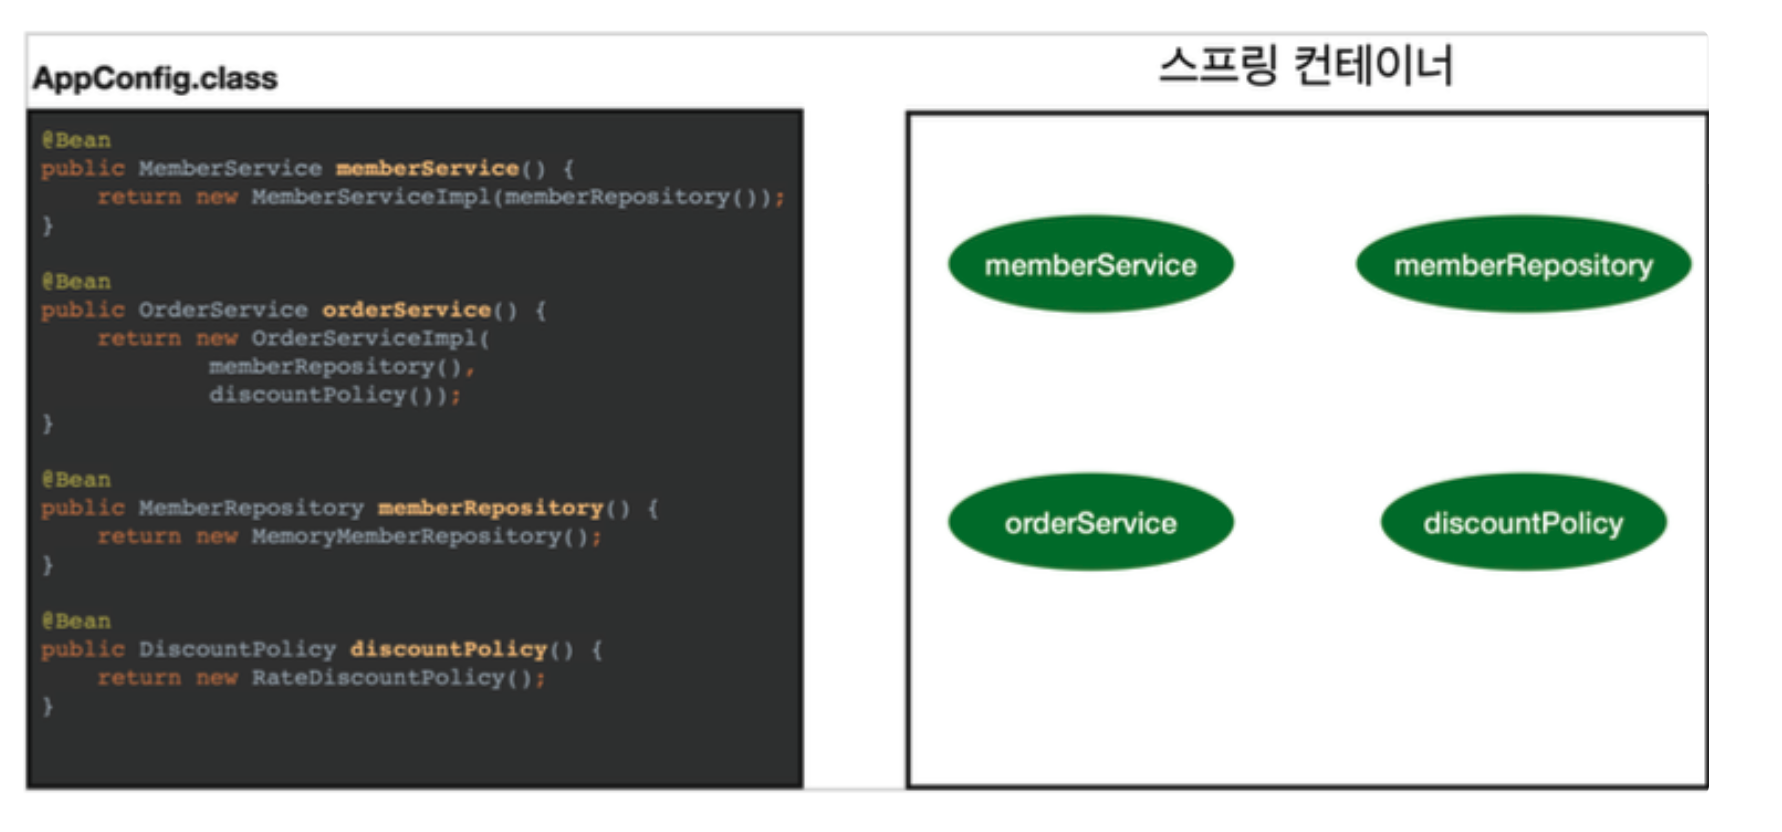 AppConfig.class
@Bean
public MemberService memberService() {
    return new MemberServiceImpl(memberRepository());
}
@Bean
public OrderService orderService() {
    return new OrderServiceImpl(
            memberRepository(),
            discountPolicy());
}
@Bean
public MemberRepository memberRepository() {
    return new MemoryMemberRepository();
}
@Bean
public DiscountPolicy discountPolicy() {
    return new RateDiscountPolicy();
}
스프링 컨테이너
memberService
memberRepository
orderService
discountPolicy